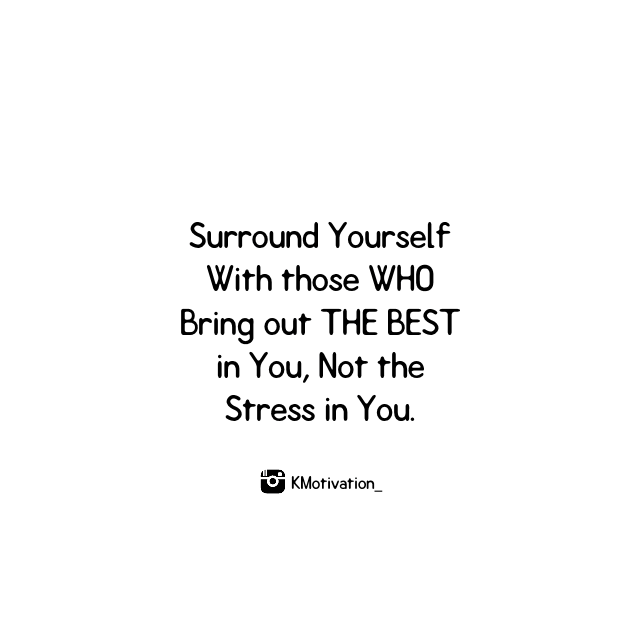 Surround Yourself
With those WHO
Bring out THE BEST
in You, Not the
Stress in You.
KMotivation_